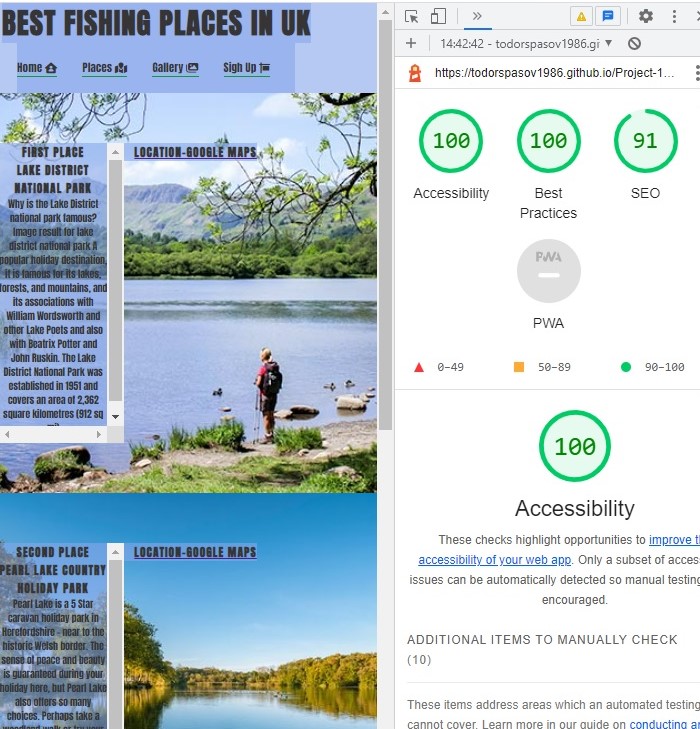 BEST FISHING PLACES IN UK
Home
Places
Gallery
Sigh Up
FIRST PLACE
LAKE DISTRICT
NATIONAL PARK
Why is the Lake District
national park famous?
Image result for lake
district national park A
popular holiday destination,
it is famous for its lakes,
forests, and mountains, and
its associations with
William Wordsworth and
other Lake Poets and also
with Beatrix Potter and
John Ruskin. The Lake
District National Park was
established in 1951 and
covers an area of 2,362
square kilometres (912 sq
LOCATION-GOOGLE MAPS
SECOND PLACE
PEARL LAKE COUNTRY
HOLIDAY PARK
Pearl Lake is a 5 Star
caravan holiday park in
Herefordshire - near to the
historic Welsh border. The
sense of peace and beauty
is guaranteed during your
holiday here, but Pearl Lake
also offers so many
choices. Perhaps take a
woodland walk or try your
LOCATION-GOOGLE MAPS
14:42:42 - todorspasov1986.gi
https://todorspasov1986.github.io/Project-1...
100
Accessibility
100
Best
Practices
91
SEO
PWA
PWA
0–49
50–89
90–100
100
Accessibility
These checks highlight opportunities to improve th
accessibility of your web app. Only a subset of acces
issues can be automatically detected so manual testing
encouraged.
ADDITIONAL ITEMS TO MANUALLY CHECK
(10)
These items address areas which an automated testing
cannot cover. Learn more in our guide on conducting an